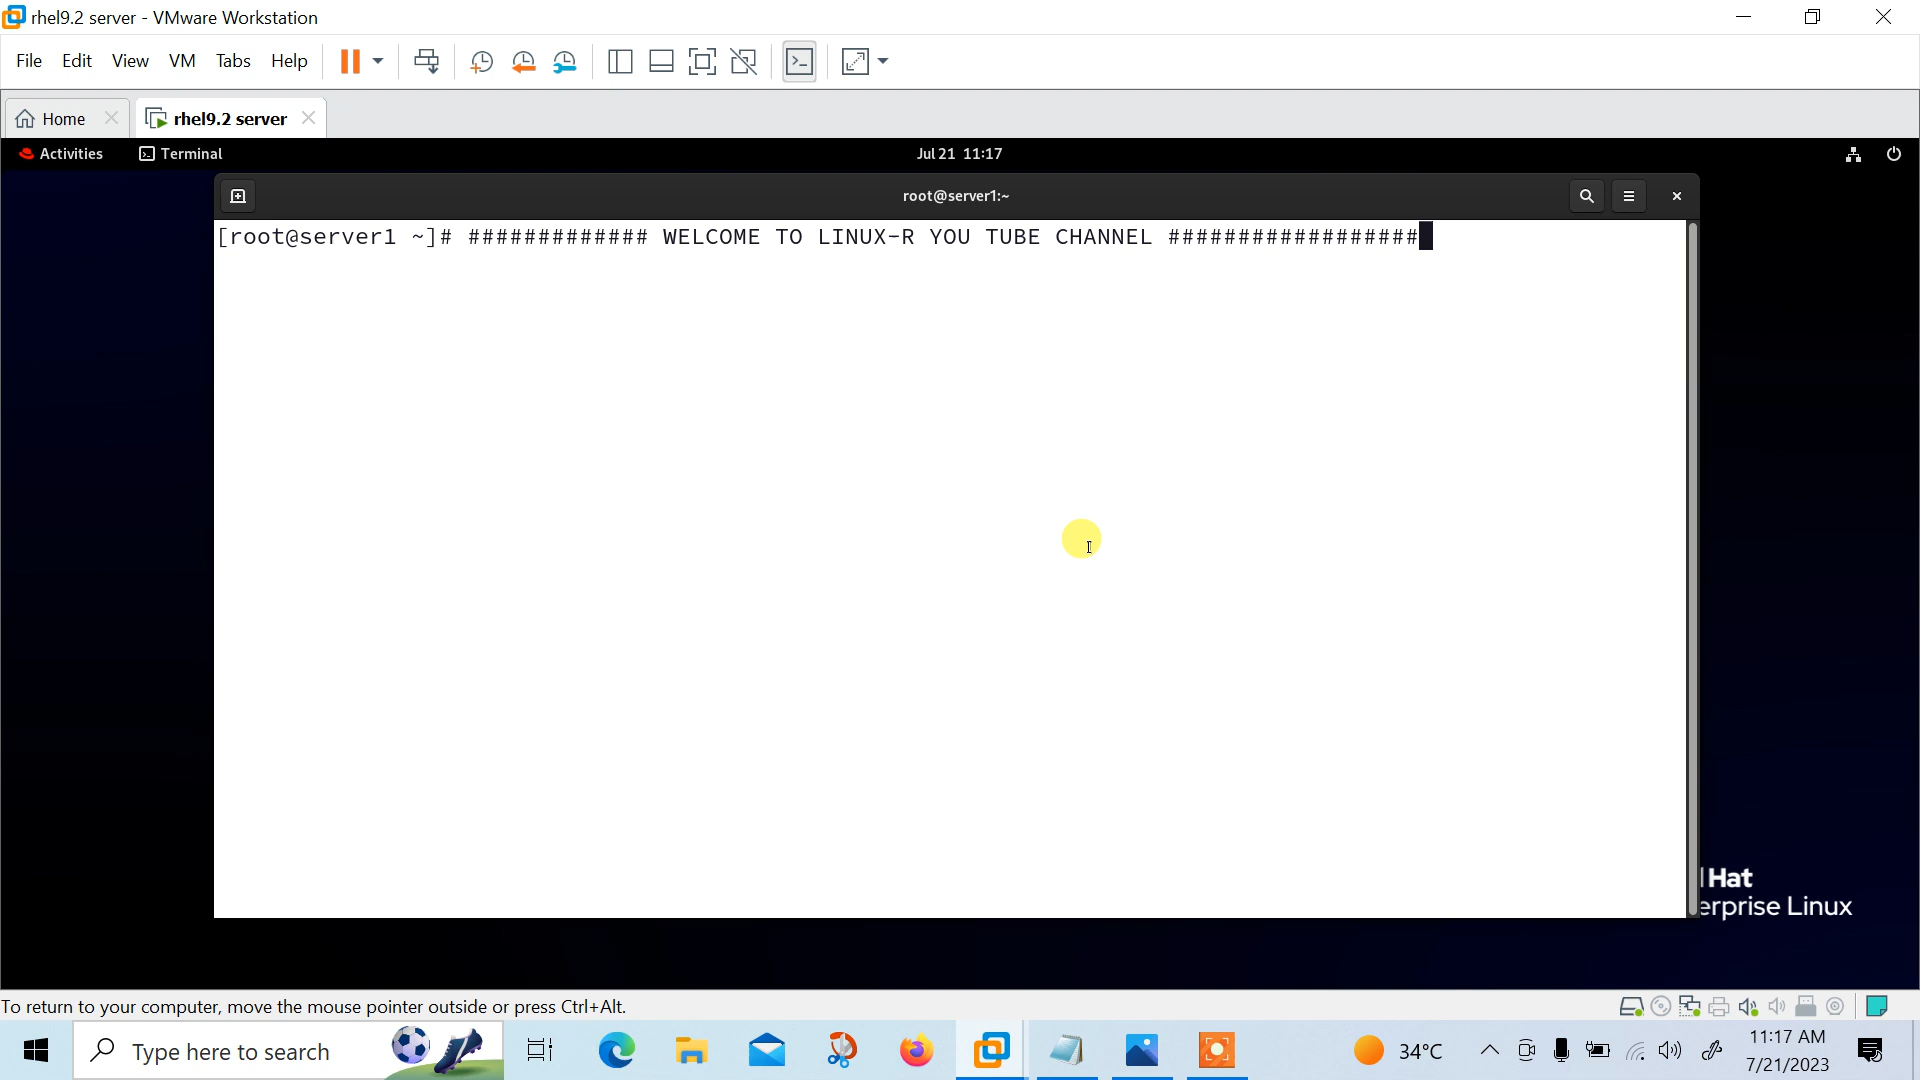 rhel9.2 server - VMware Workstation
File Edit View VM Tabs Help
Home rhel9.2 server
Activities Terminal Jul 21 11:17
root@server1:~
[root@server1 ~]# ############# WELCOME TO LINUX-R YOU TUBE CHANNEL ##################
Hat
erprise Linux
To return to your computer, move the mouse pointer outside or press Ctrl+Alt.
Type here to search 34°C 11:17 AM
7/21/2023